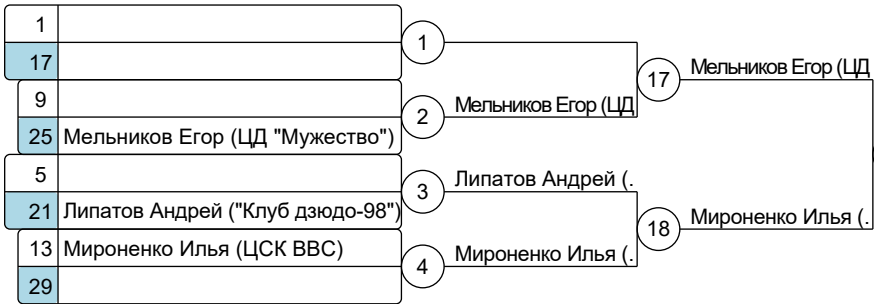 1
17
9
25 Мельников Егор (ЦД "Мужество")
5
21 Липатов Андрей ("Клуб дзюдо-98")
13 Мироненко Илья (ЦСК ВВС)
29
1
2
3
4
Мельников Егор (ЦД
Липатов Андрей (.
Мироненко Илья (.
17
18
Мельников Егор (ЦД
Мироненко Илья (.